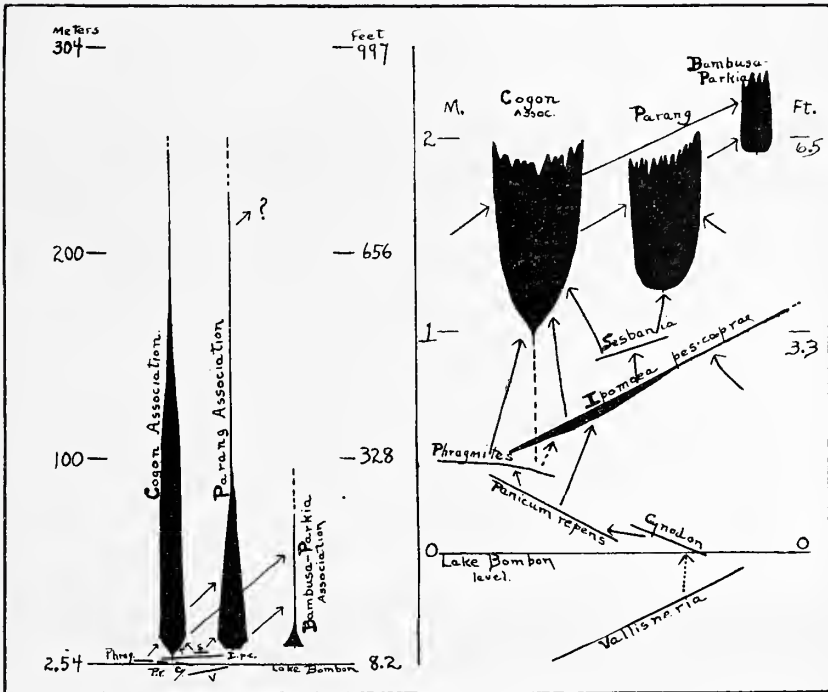 Meters
304
Feet
997
200
656
100
328
2.54
8.2
Cogon Association.
Parang Association
Bambusa-Parkia
Association
?
Phrag.
P.r.
Cy.
V
S
I.p.c.
Lake Bombon
M.
Cogon
Assoc.
Parang
Bambusa-
Parkia
Ft.
2
6.5
1
3.3
Sesbania
Ipomaea pes-caprae
Phragmites
Panicum repens
Cynodon
0
0
Lake Bombon
level.
Vallisneria